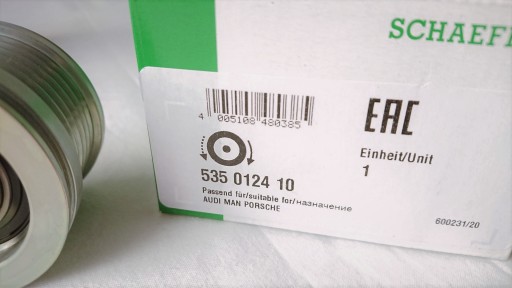 SCHAEFF
4 005108 480385
EAC
Einheit/Unit
1
535 0124 10
Passend für/suitable for/назначение
AUDI MAN PORSCHE
600231/20